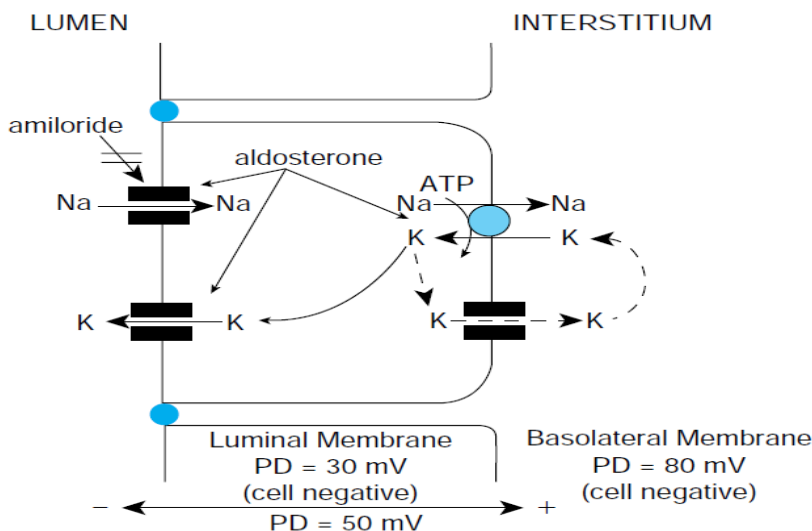 LUMEN
INTERSTITIUM
amiloride
aldosterone
ATP
Na
Na
Na
Na
K
K
K
K
K
K
Luminal Membrane
PD = 30 mV
(cell negative)
Basolateral Membrane
PD = 80 mV
(cell negative)
– +
PD = 50 mV